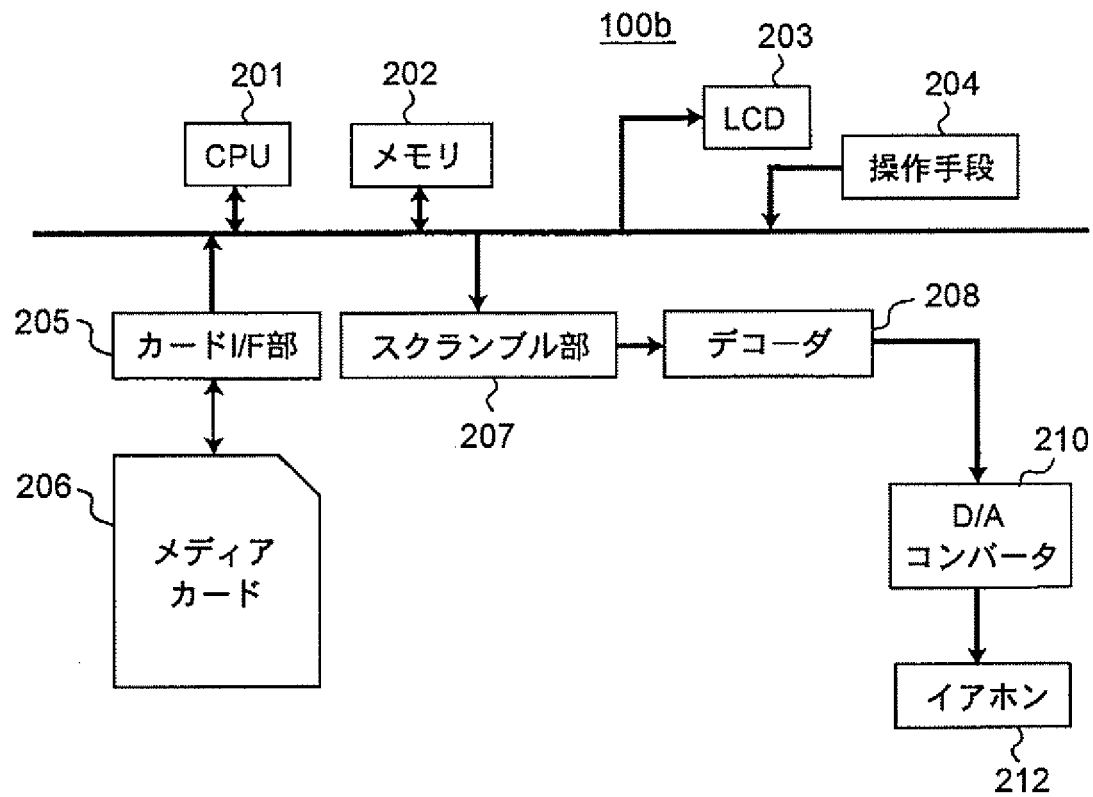 100b
201
202
203
204
CPU
メモリ
LCD
操作手段
205
カードI/F部
スクランブル部
207
デコーダ
208
206
メディア
カード
210
D/A
コンバータ
イアホン
212